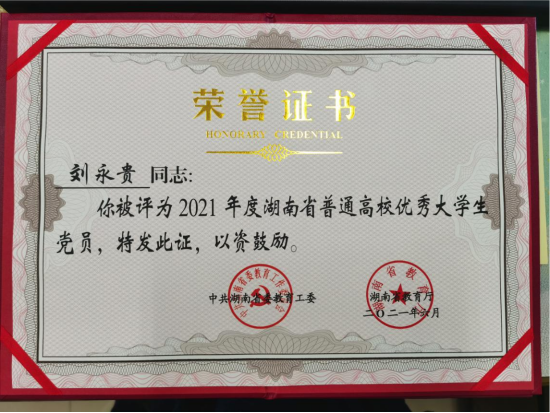 荣誉证书
HONORARY CREDENTIAL
刘永贵 同志:
你被评为2021年度湖南省普通高校优秀大学生
党员，特发此证，以资鼓励。
中共湖南省委教育工委 湖南省教育厅
二〇二一年六月